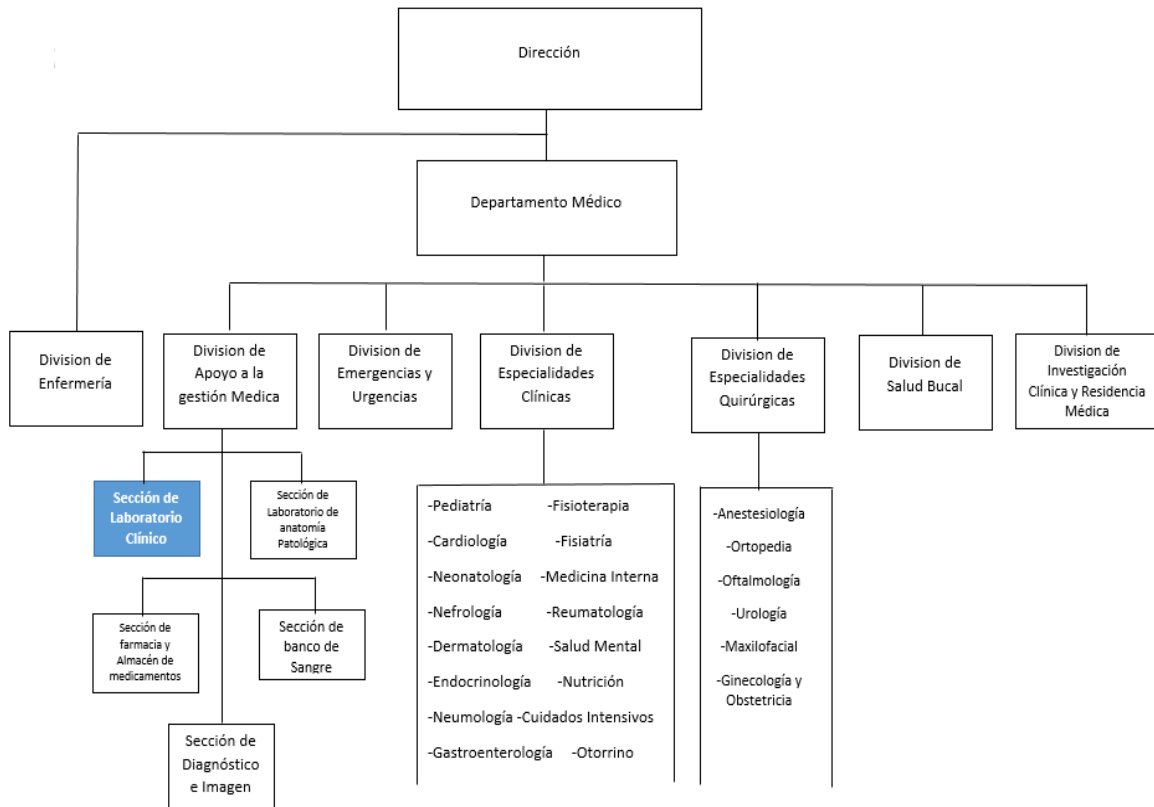 Dirección
Departamento Médico
Division de
Enfermería
Division de
Apoyo a la
gestión Medica
Division de
Emergencias y
Urgencias
Division de
Especialidades
Clínicas
Division de
Especialidades
Quirúrgicas
Division de
Salud Bucal
Division de
Investigación
Clínica y Residencia
Médica
Sección de
Laboratorio
Clínico
Sección de
Laboratorio de
anatomía
Patológica
Sección de
farmacia y
Almacén de
medicamentos
Sección de
banco de
Sangre
Sección de
Diagnóstico
e Imagen
-Pediatría -Fisioterapia
-Cardiología -Fisiatría
-Neonatología -Medicina Interna
-Nefrología -Reumatología
-Dermatología -Salud Mental
-Endocrinología -Nutrición
-Neumología -Cuidados Intensivos
-Gastroenterología -Otorrino
-Anestesiología
-Ortopedia
-Oftalmología
-Urología
-Maxilofacial
-Ginecología y
Obstetricia